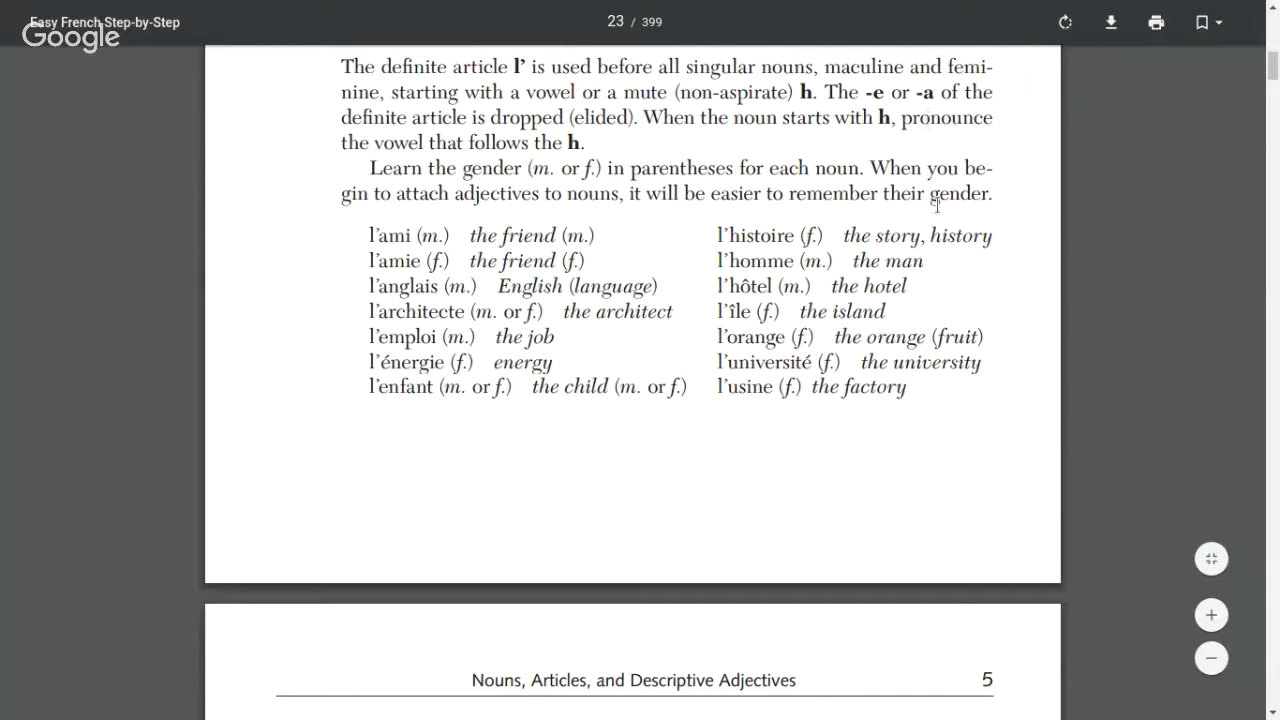 Easy French Step-by-Step
Google
23 / 399
The definite article l' is used before all singular nouns, maculine and femi-
nine, starting with a vowel or a mute (non-aspirate) h. The -e or -a of the
definite article is dropped (elided). When the noun starts with h, pronounce
the vowel that follows the h.
Learn the gender (m. or f.) in parentheses for each noun. When you be-
gin to attach adjectives to nouns, it will be easier to remember their gender.
l'ami (m.) the friend (m.)
l'amie (f.) the friend (f.)
l'anglais (m.) English (language)
l'architecte (m. or f.) the architect
l'emploi (m.) the job
l'énergie (f.) energy
l'enfant (m. or f.) the child (m. or f.)
l'histoire (f.) the story, history
l'homme (m.) the man
l'hôtel (m.) the hotel
l'île (f.) the island
l'orange (f.) the orange (fruit)
l'université (f.) the university
l'usine (f.) the factory
Nouns, Articles, and Descriptive Adjectives 5